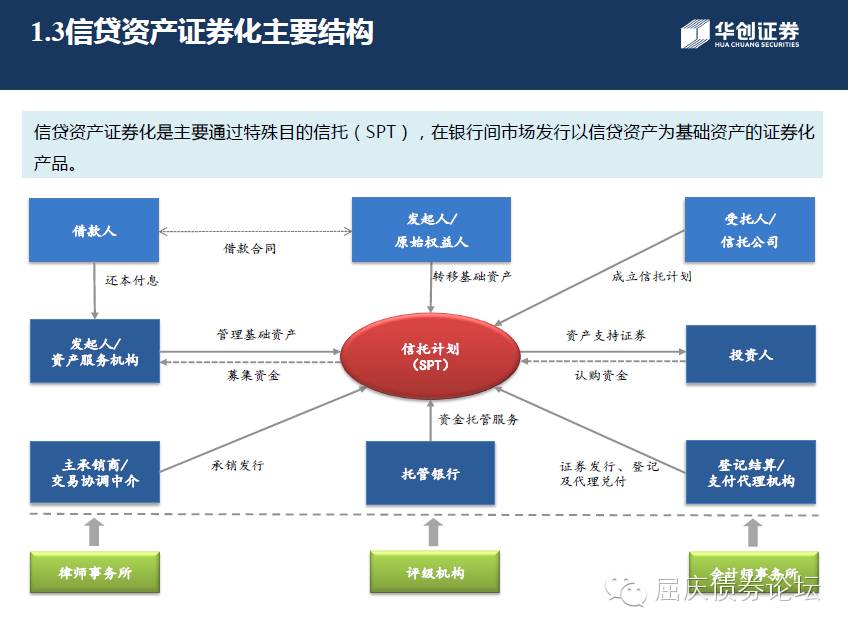 1.3信贷资产证券化主要结构
华创证券
HUA CHUANG SECURITIES
信贷资产证券化是主要通过特殊目的信托（SPT），在银行间市场发行以信贷资产为基础资产的证券化
产品。
借款人
借款合同
发起人/
原始权益人
受托人/
信托公司
还本付息
转移基础资产
成立信托计划
发起人/
资产服务机构
管理基础资产
募集资金
信托计划
（SPT）
资产支持证券
认购资金
投资人
资金托管服务
主承销商/
交易协调中介
承销发行
托管银行
证券发行、登记
及代理兑付
登记结算/
支付代理机构
律师事务所
评级机构
会计师事务所
屈庆债券论坛